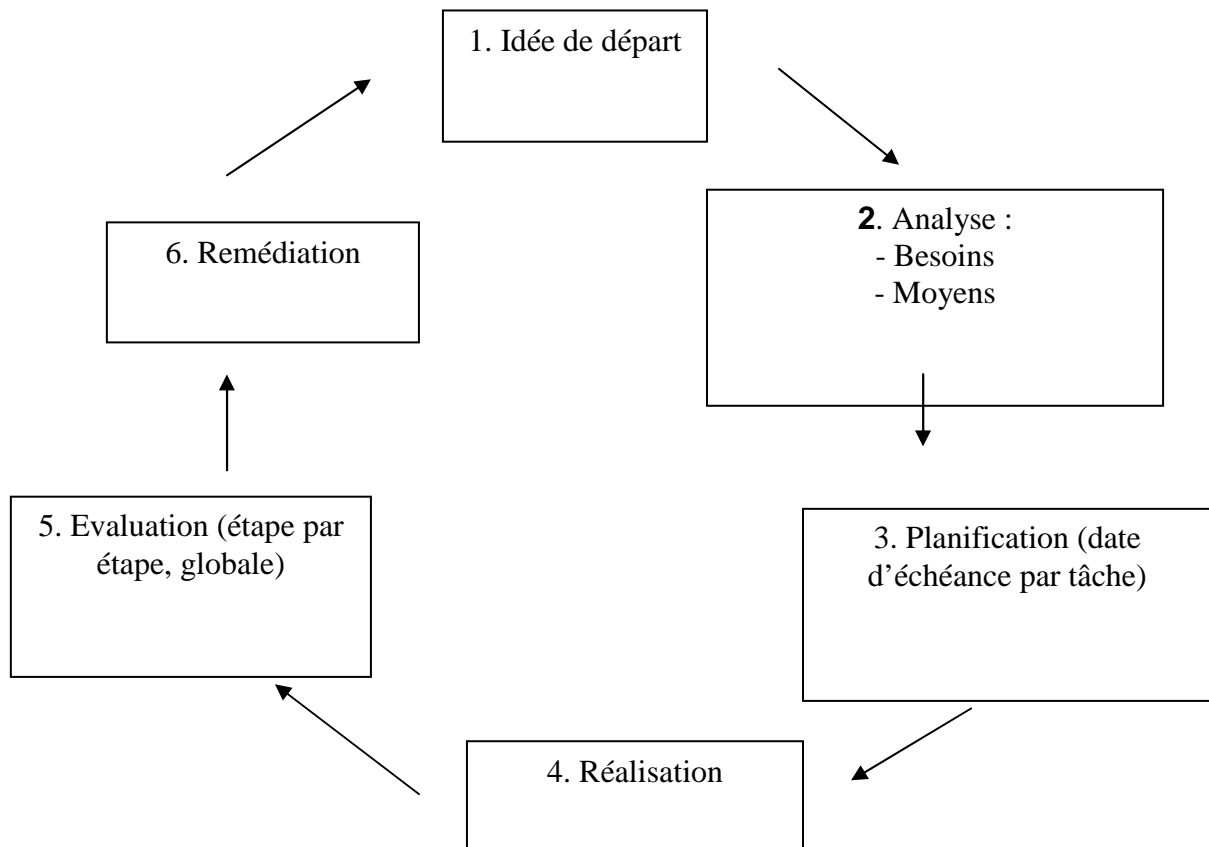 1. Idée de départ
2. Analyse :
- Besoins
- Moyens
3. Planification (date
d’échéance par tâche)
4. Réalisation
5. Evaluation (étape par
étape, globale)
6. Remédiation